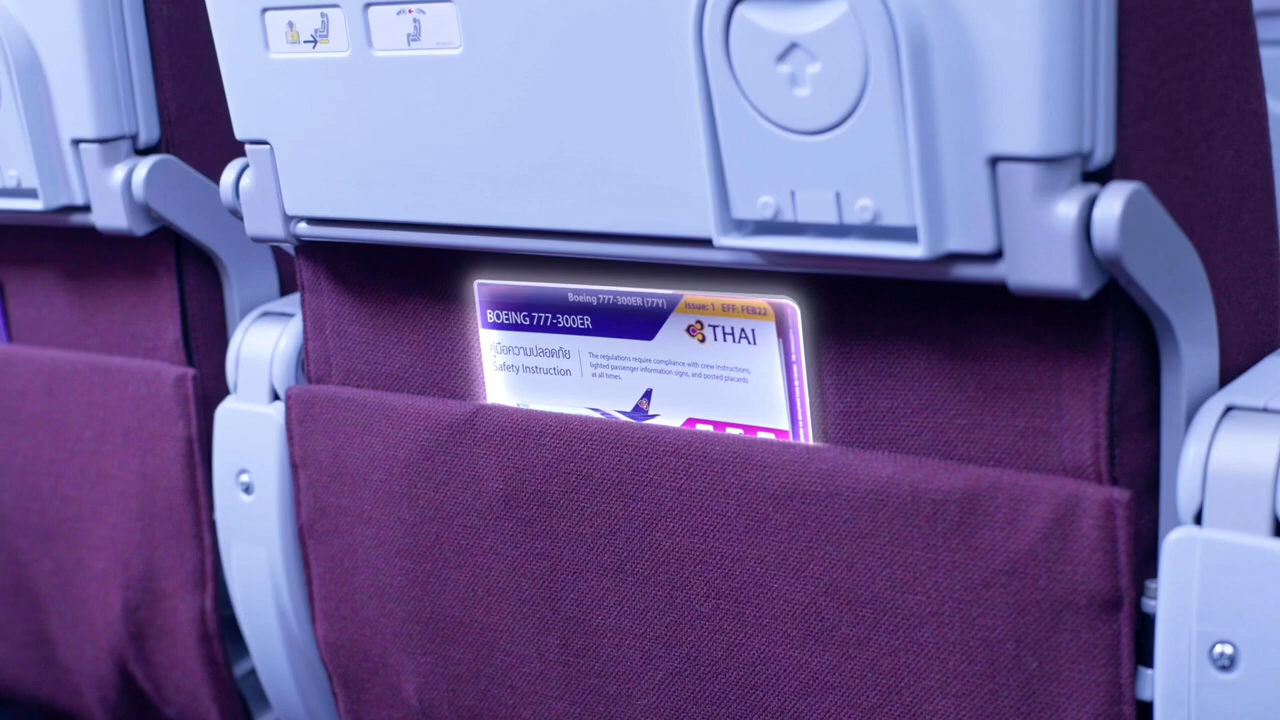 Boeing 777-300ER (77Y)
Issue: 1 EFF: FEB22
BOEING 777-300ER
THAI
คู่มือความปลอดภัย
Safety Instruction
The regulations require compliance with crew instructions,
lighted passenger information signs, and posted placards
at all times.